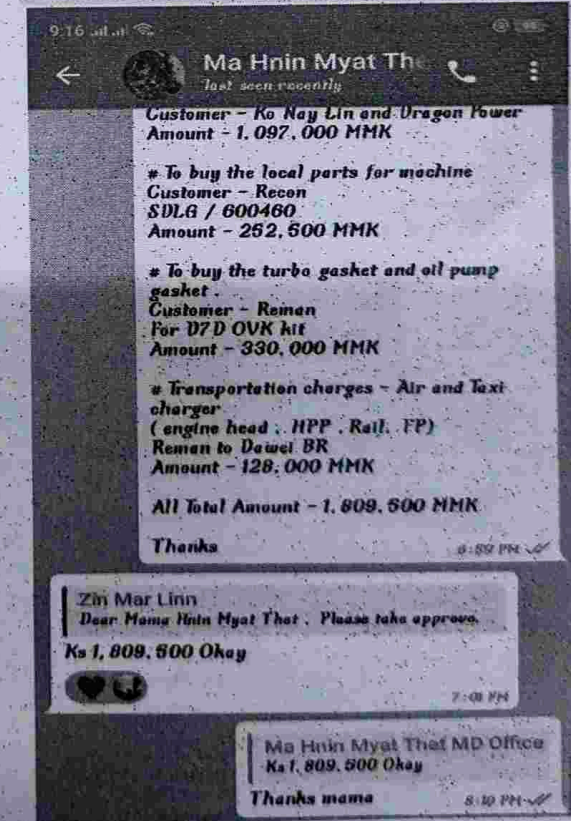 9:16
Ma Hnin Myat The
last seen recently
Customer - Ko Nay Lin and Dragon Power
Amount - 1, 097, 000 MMK
# To buy the local parts for machine
Customer - Recon
SDLG / 600460
Amount - 252, 500 MMK
# To buy the turbo gasket and oil pump
gasket .
Customer - Reman
For D7D OVK kit
Amount - 330, 000 MMK
# Transportation charges - Air and Taxi
charger
( engine head , HPP , Rail, FP)
Reman to Dawei BR
Amount - 128, 000 MMK
All Total Amount - 1, 809, 500 MMK
Thanks
6:59 PM
Zin Mar Linn
Dear Mama Hnin Myat Thet , Please take approve.
Ks 1, 809, 500 Okay
7:01 PM
Ma Hnin Myat Thet MD Office
Ks 1, 809, 500 Okay
Thanks mama
8:10 PM